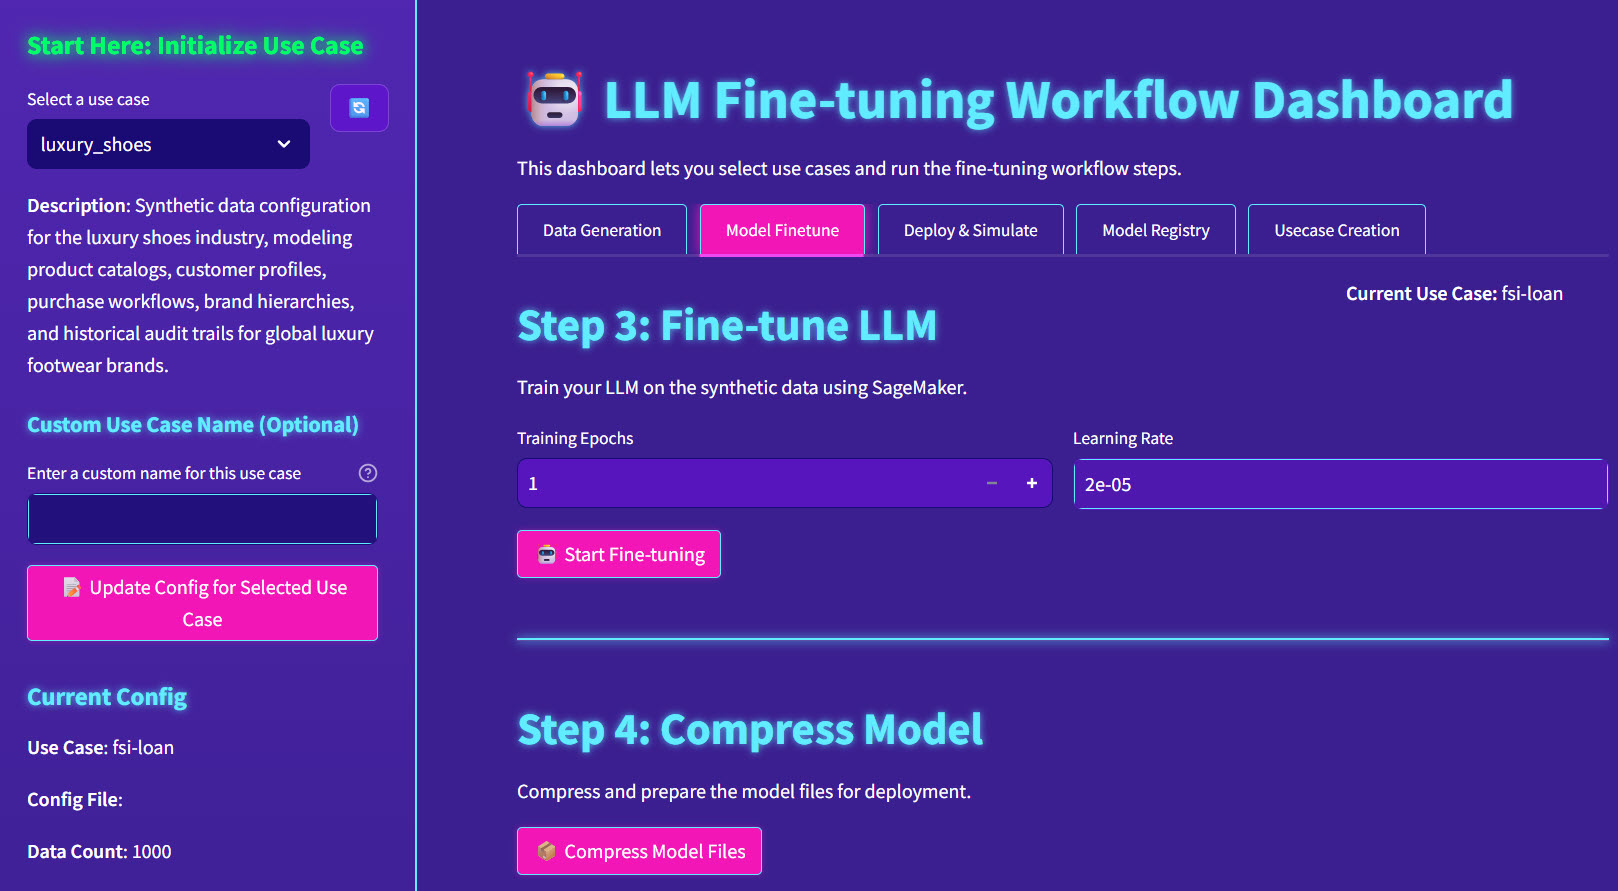 Start Here: Initialize Use Case
Select a use case
luxury_shoes
Description: Synthetic data configuration
for the luxury shoes industry, modeling
product catalogs, customer profiles,
purchase workflows, brand hierarchies,
and historical audit trails for global luxury
footwear brands.
Custom Use Case Name (Optional)
Enter a custom name for this use case
Update Config for Selected Use
Case
Current Config
Use Case: fsi-loan
Config File:
Data Count: 1000
LLM Fine-tuning Workflow Dashboard
This dashboard lets you select use cases and run the fine-tuning workflow steps.
Data Generation
Model Finetune
Deploy & Simulate
Model Registry
Usecase Creation
Current Use Case: fsi-loan
Step 3: Fine-tune LLM
Train your LLM on the synthetic data using SageMaker.
Training Epochs
1
Learning Rate
2e-05
Start Fine-tuning
Step 4: Compress Model
Compress and prepare the model files for deployment.
Compress Model Files